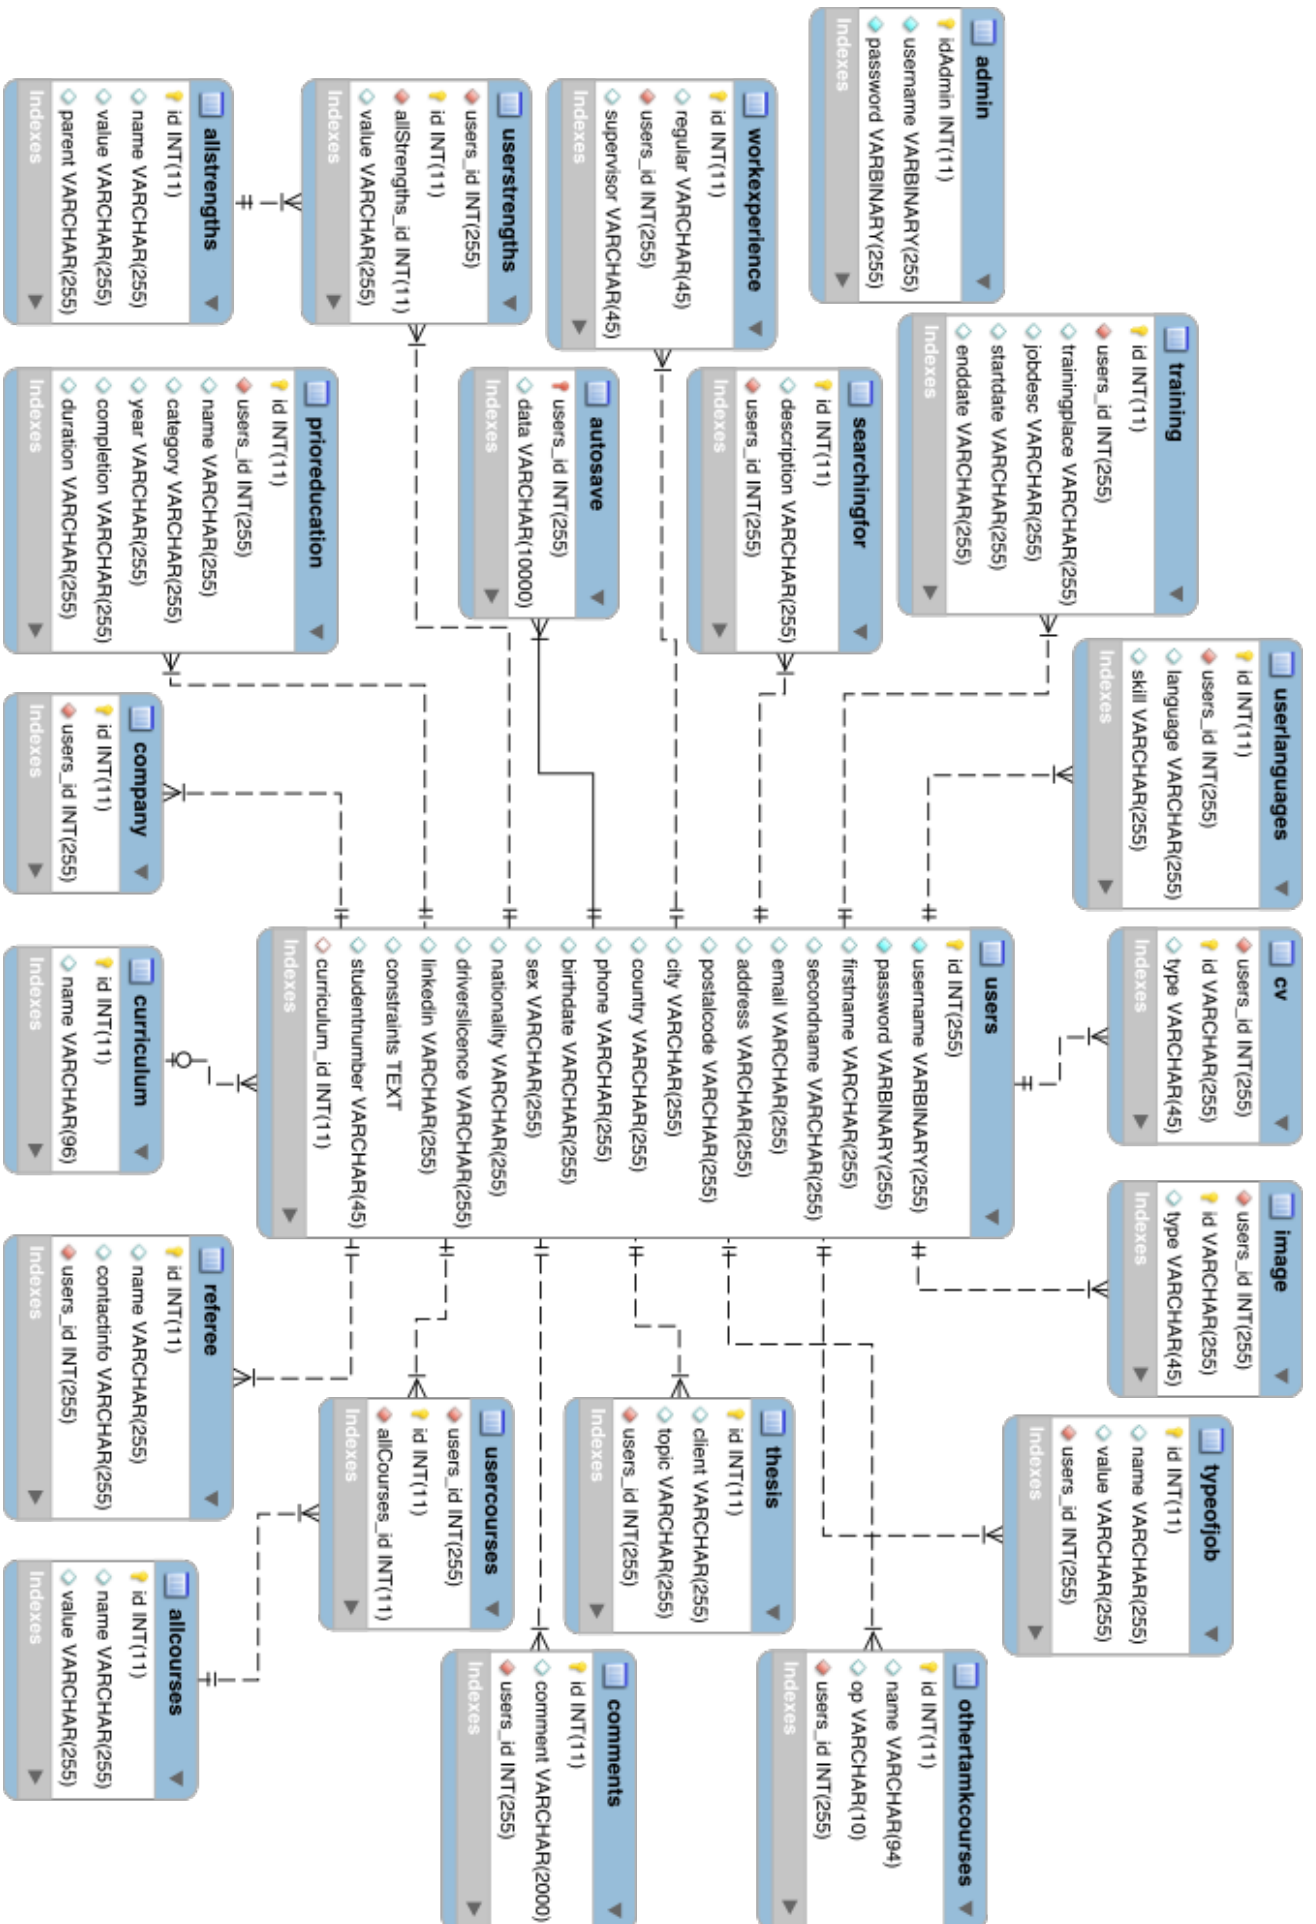 admin
idAdmin INT(11)
username VARBINARY(255)
password VARBINARY(255)
Indexes
training
id INT(11)
users_id INT(255)
trainingplace VARCHAR(255)
jobdesc VARCHAR(255)
startdate VARCHAR(255)
enddate VARCHAR(255)
Indexes
userlanguages
id INT(11)
users_id INT(255)
language VARCHAR(255)
skill VARCHAR(255)
Indexes
cv
users_id INT(255)
id VARCHAR(255)
type VARCHAR(45)
Indexes
image
users_id INT(255)
id VARCHAR(255)
type VARCHAR(45)
Indexes
typeofjob
id INT(11)
name VARCHAR(255)
value VARCHAR(255)
users_id INT(255)
Indexes
workexperience
id INT(11)
regular VARCHAR(45)
users_id INT(255)
supervisor VARCHAR(45)
Indexes
searchingfor
id INT(11)
description VARCHAR(255)
users_id INT(255)
Indexes
users
id INT(255)
username VARBINARY(255)
password VARBINARY(255)
firstname VARCHAR(255)
secondname VARCHAR(255)
email VARCHAR(255)
address VARCHAR(255)
postalcode VARCHAR(255)
city VARCHAR(255)
country VARCHAR(255)
phone VARCHAR(255)
birthdate VARCHAR(255)
sex VARCHAR(255)
nationality VARCHAR(255)
driverslicence VARCHAR(255)
linkedin VARCHAR(255)
constraints TEXT
studentnumber VARCHAR(45)
curriculum_id INT(11)
Indexes
othertamkcourses
id INT(11)
name VARCHAR(94)
op VARCHAR(10)
users_id INT(255)
Indexes
userstrengths
users_id INT(255)
id INT(11)
allStrengths_id INT(11)
value VARCHAR(255)
Indexes
autosave
users_id INT(255)
data VARCHAR(10000)
Indexes
thesis
id INT(11)
client VARCHAR(255)
topic VARCHAR(255)
users_id INT(255)
Indexes
comments
id INT(11)
comment VARCHAR(2000)
users_id INT(255)
Indexes
usercourses
users_id INT(255)
id INT(11)
allCourses_id INT(11)
Indexes
allstrengths
id INT(11)
name VARCHAR(255)
value VARCHAR(255)
parent VARCHAR(255)
Indexes
prioreducation
id INT(11)
users_id INT(255)
name VARCHAR(255)
category VARCHAR(255)
year VARCHAR(255)
completion VARCHAR(255)
duration VARCHAR(255)
Indexes
company
id INT(11)
users_id INT(255)
Indexes
curriculum
id INT(11)
name VARCHAR(96)
Indexes
referee
id INT(11)
name VARCHAR(255)
contactinfo VARCHAR(255)
users_id INT(255)
Indexes
allcourses
id INT(11)
name VARCHAR(255)
value VARCHAR(255)
Indexes